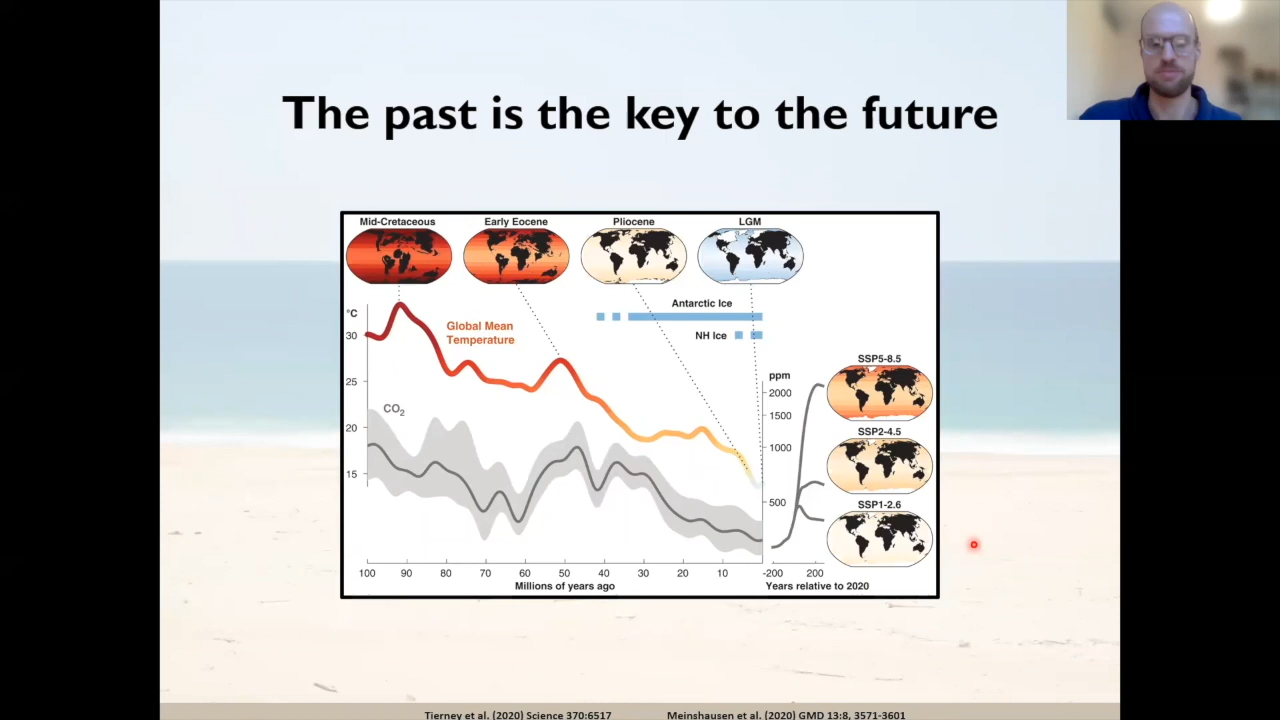 The past is the key to the future
Mid-Cretaceous
Early Eocene
Pliocene
LGM
Antarctic Ice
NH Ice
°C
30
25
20
15
Global Mean
Temperature
CO2
ppm
2000
1500
1000
500
SSP5-8.5
SSP2-4.5
SSP1-2.6
100 90 80 70 60 50 40 30 20 10
Millions of years ago
-200 200
Years relative to 2020
Tierney et al. (2020) Science 370:6517
Meinshausen et al. (2020) GMD 13:8, 3571-3601